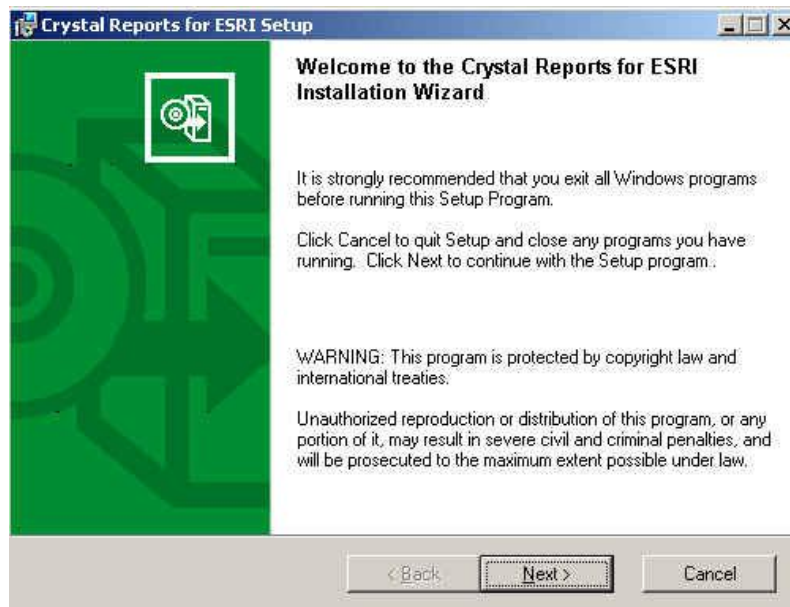 Crystal Reports for ESRI Setup
Welcome to the Crystal Reports for ESRI
Installation Wizard
It is strongly recommended that you exit all Windows programs
before running this Setup Program.
Click Cancel to quit Setup and close any programs you have
running. Click Next to continue with the Setup program..
WARNING: This program is protected by copyright law and
international treaties.
Unauthorized reproduction or distribution of this program, or any
portion of it, may result in severe civil and criminal penalties, and
will be prosecuted to the maximum extent possible under law.
< Back Next > Cancel